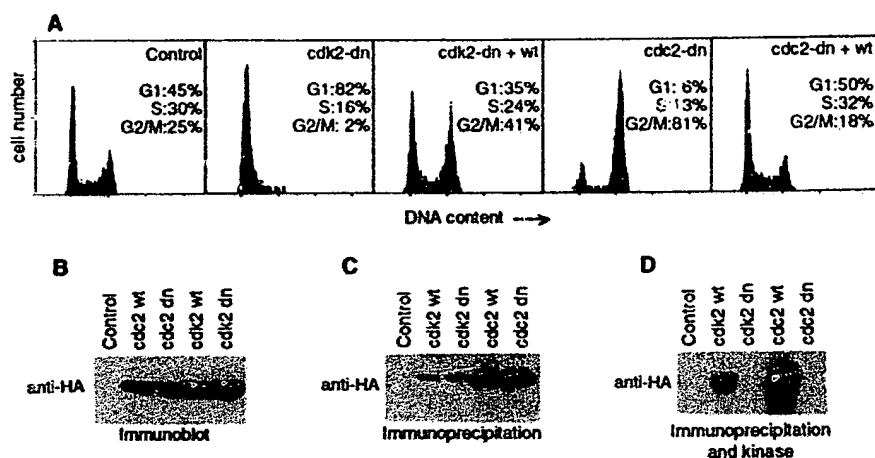 A
Control
G1:45%
S:30%
G2/M:25%
cdk2-dn
G1:82%
S:16%
G2/M: 2%
cdk2-dn + wt
G1:35%
S:24%
G2/M:41%
cdc2-dn
G1: 6%
S:13%
G2/M:81%
cdc2-dn + wt
G1:50%
S:32%
G2/M:18%
cell number
DNA content
B
Control
cdc2 wt
cdc2 dn
cdk2 wt
cdk2 dn
anti-HA
Immunoblot
C
Control
cdk2 wt
cdk2 dn
cdc2 wt
cdc2 dn
anti-HA
Immunoprecipitation
D
Control
cdk2 wt
cdk2 dn
cdc2 wt
cdc2 dn
anti-HA
Immunoprecipitation
and kinase